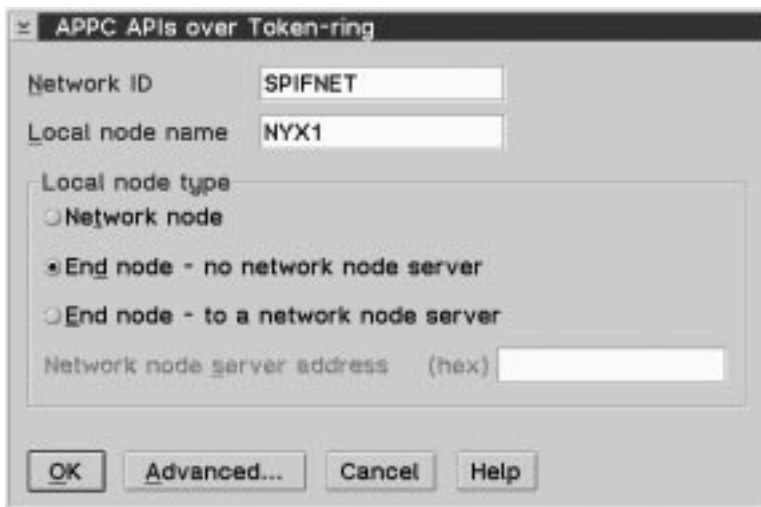 APPC APIs over Token-ring
Network ID SPIFNET
Local node name NYX1
Local node type
Network node
End node - no network node server
End node - to a network node server
Network node server address (hex)
OK Advanced... Cancel Help